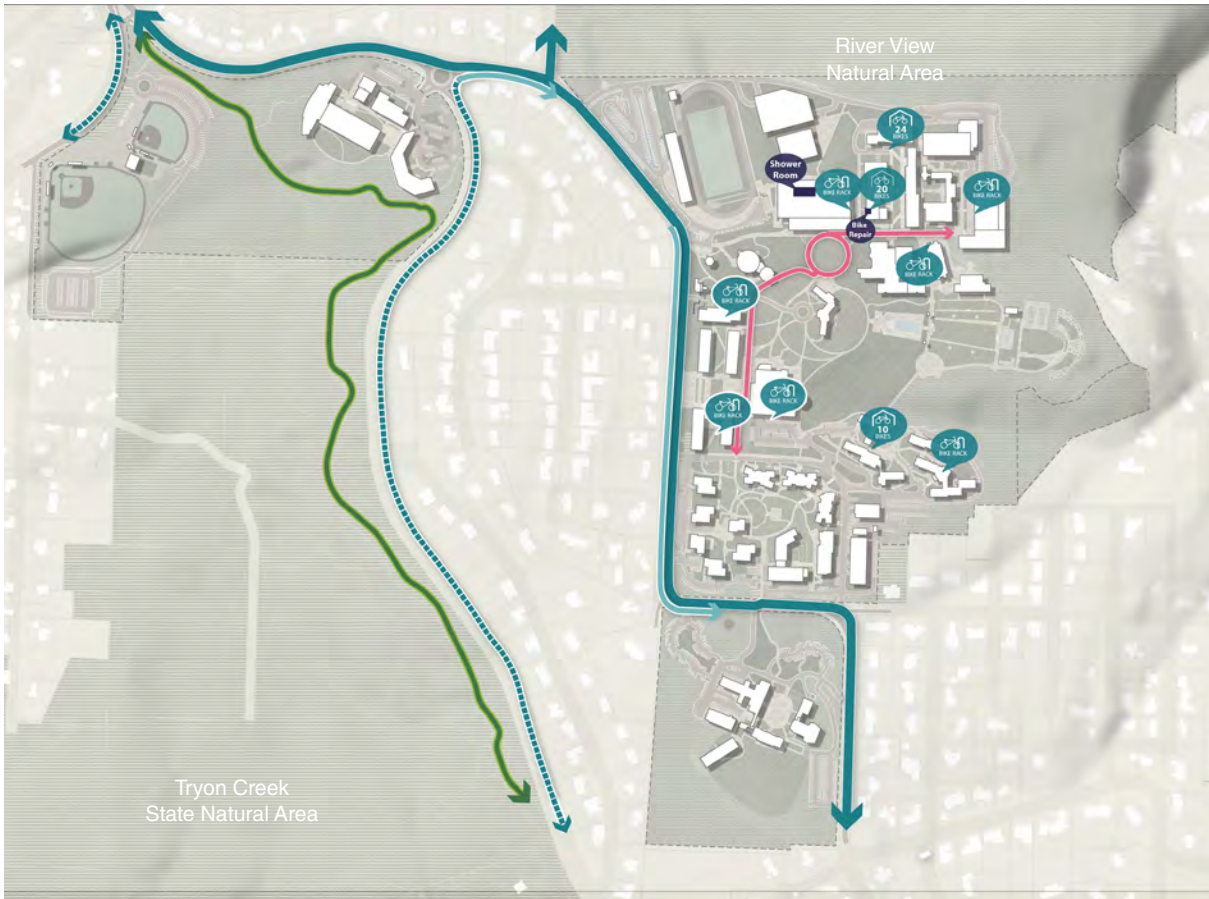 River View
Natural Area
24
BIKES
Shower
Room
BIKE RACK
20
BIKES
BIKE RACK
Bike
Repair
BIKE RACK
BIKE RACK
BIKE RACK
BIKE RACK
10
BIKES
BIKE RACK
Tryon Creek
State Natural Area